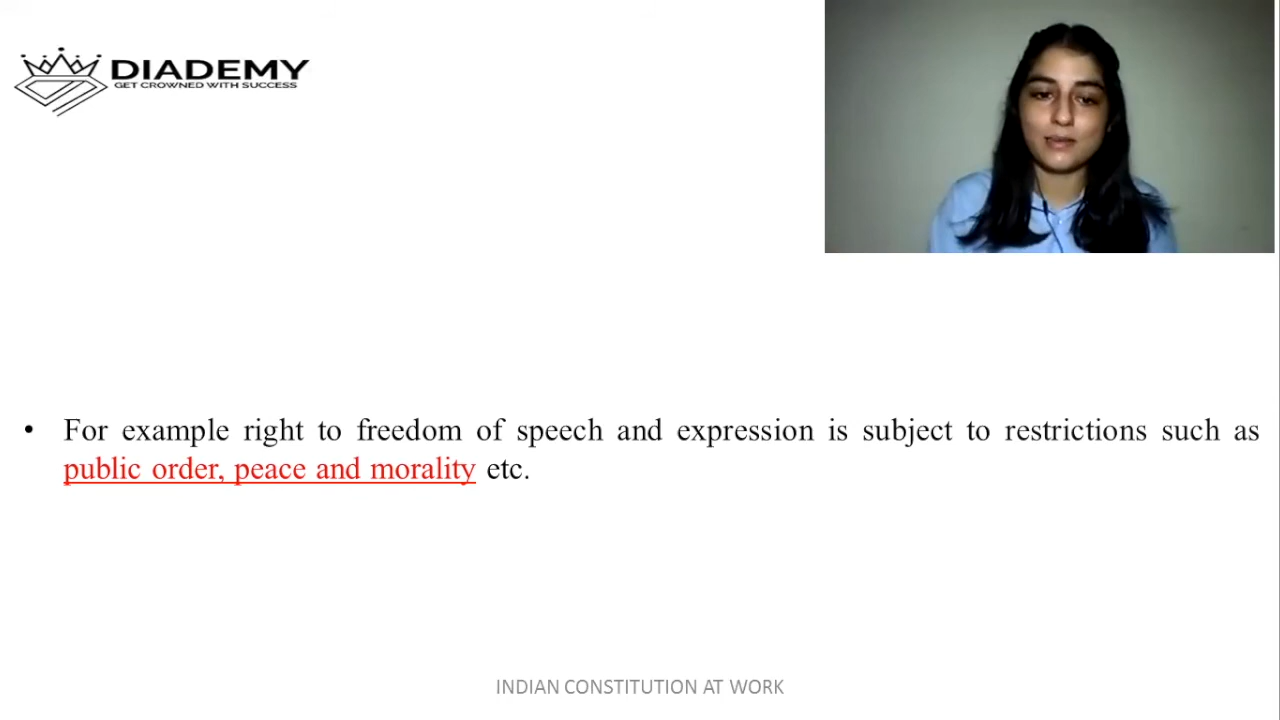 DIADEMY
GET CROWNED WITH SUCCESS
• For example right to freedom of speech and expression is subject to restrictions such as
public order, peace and morality etc.
INDIAN CONSTITUTION AT WORK